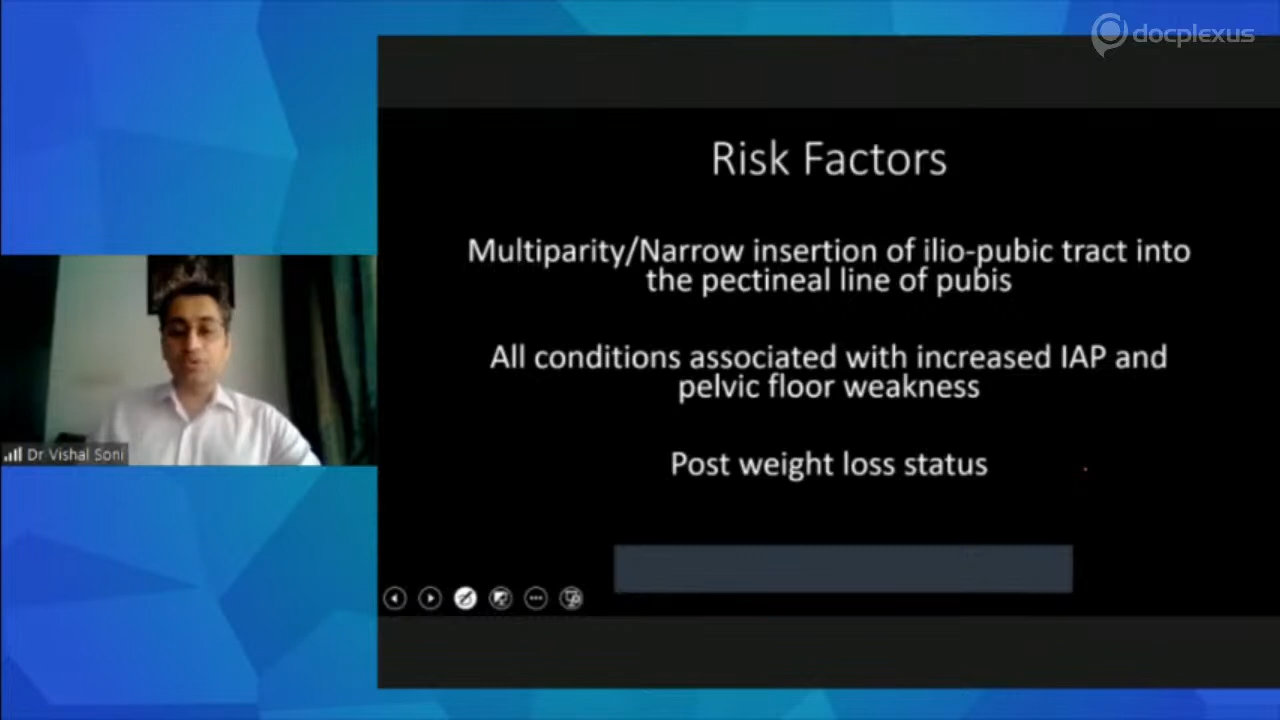 docplexus
Risk Factors
Multiparity/Narrow insertion of ilio-pubic tract into
the pectineal line of pubis
All conditions associated with increased IAP and
pelvic floor weakness
Post weight loss status
Dr Vishal Soni